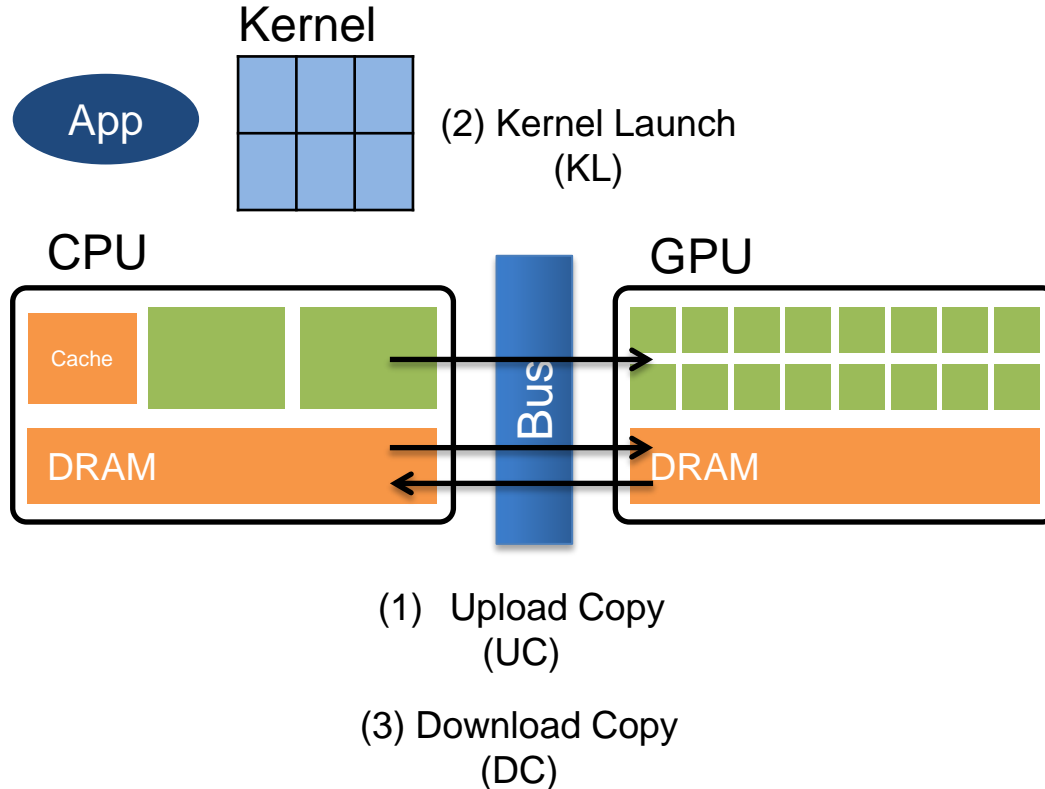 Kernel
App
(2) Kernel Launch
(KL)
CPU
GPU
Cache
Bus
DRAM
DRAM
(1) Upload Copy
(UC)
(3) Download Copy
(DC)